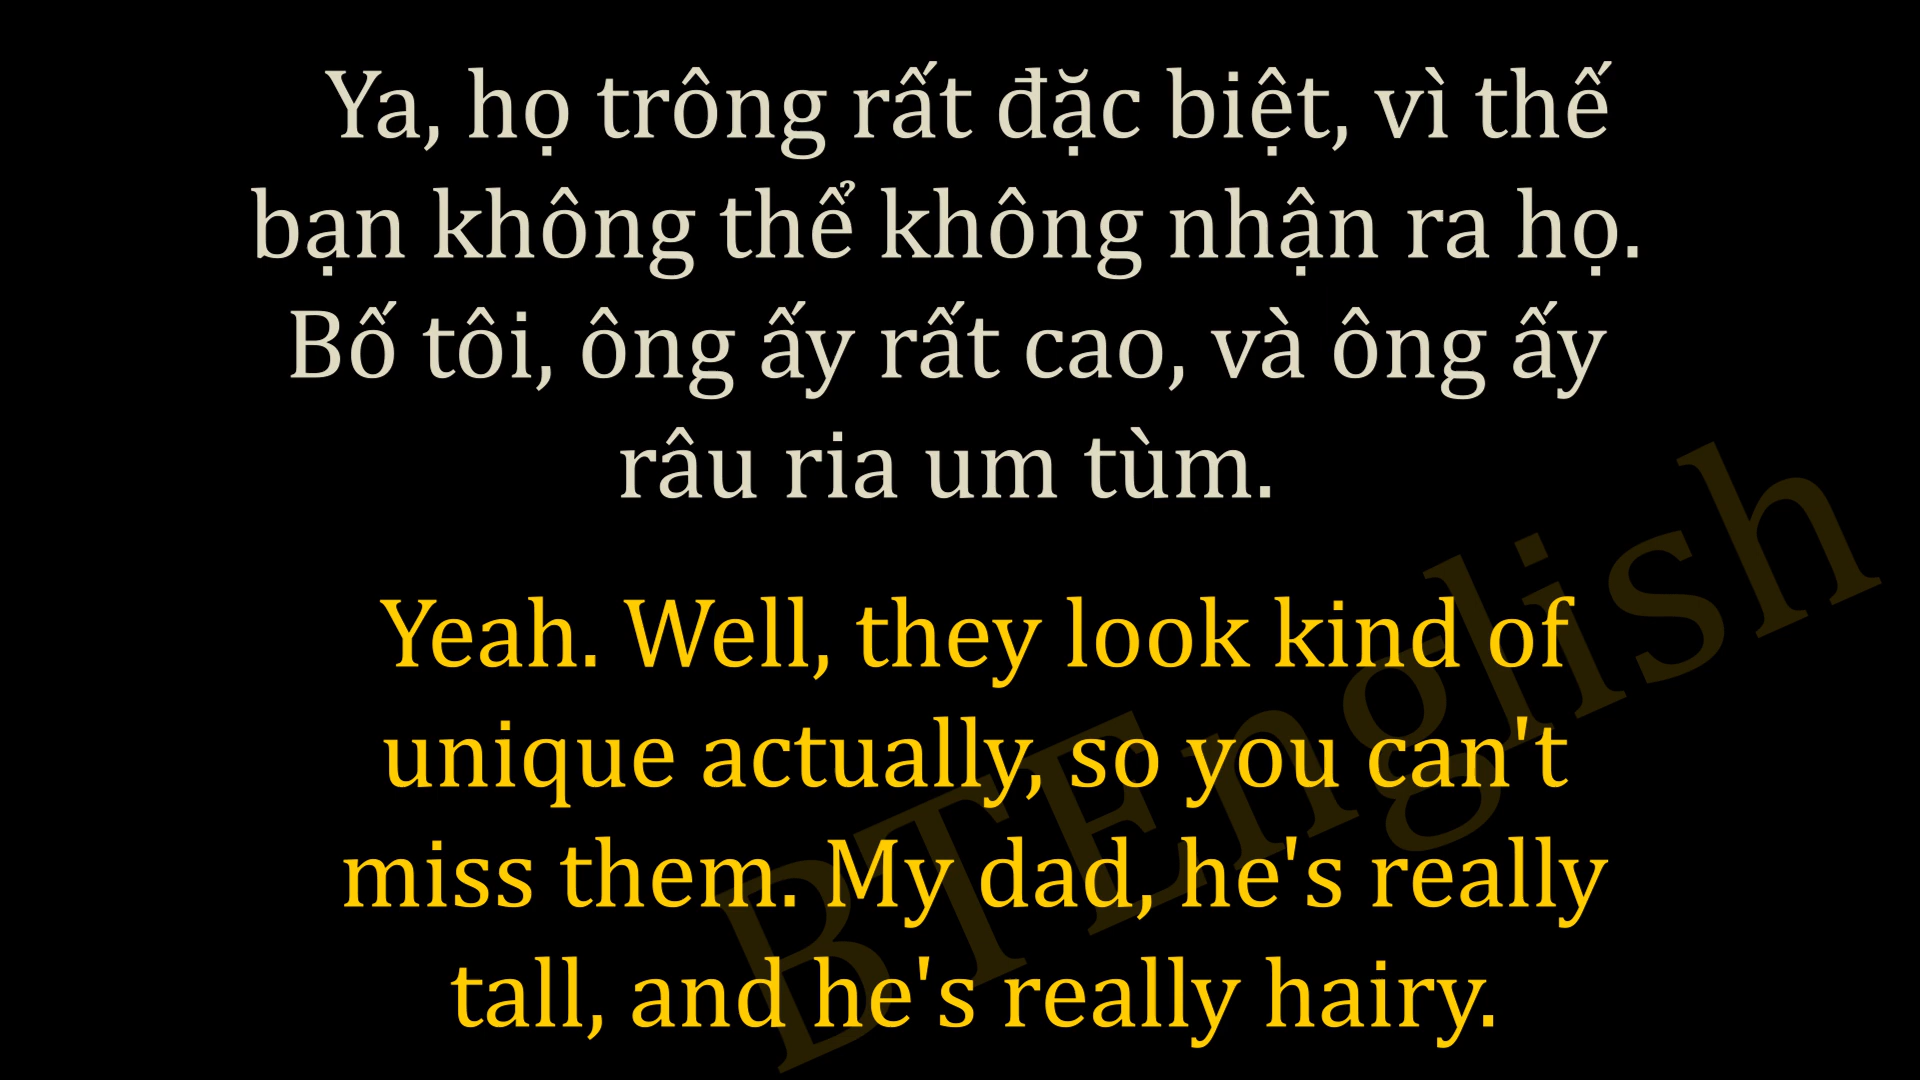 Ya, họ trông rất đặc biệt, vì thế
bạn không thể không nhận ra họ.
Bố tôi, ông ấy rất cao, và ông ấy
râu ria um tùm.
Yeah. Well, they look kind of
unique actually, so you can't
miss them. My dad, he's really
tall, and he's really hairy.
BTEnglish